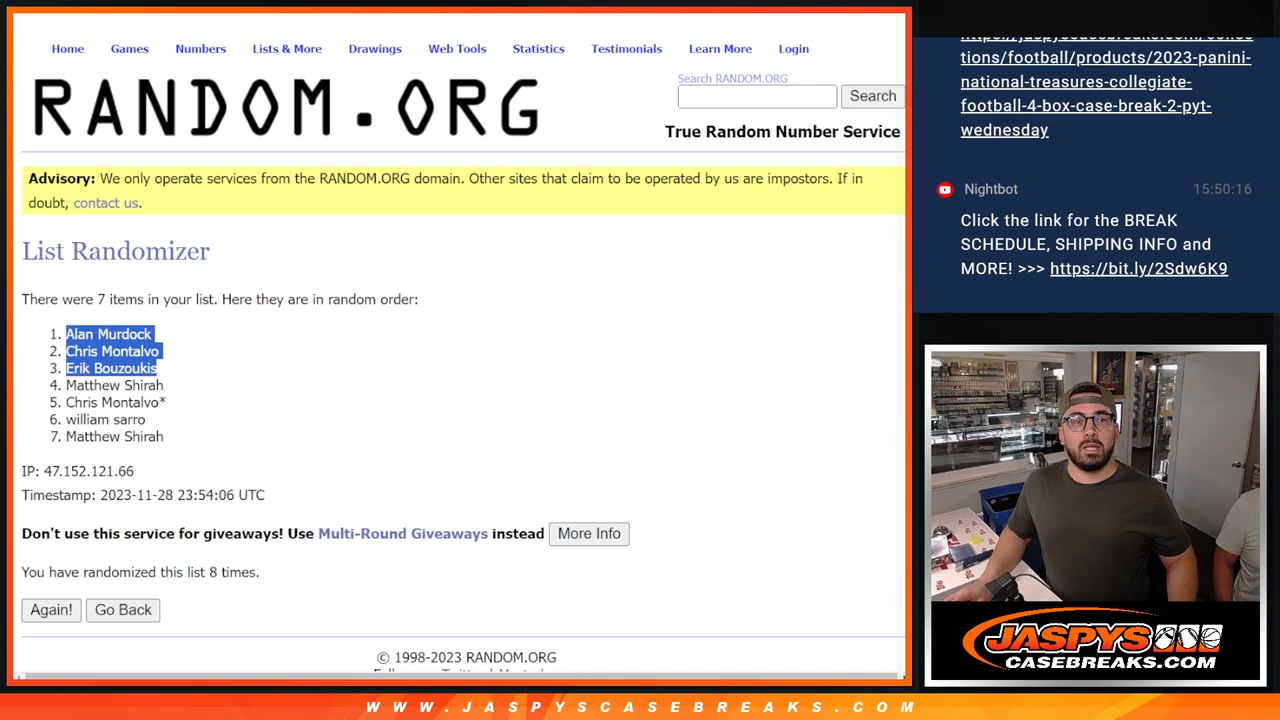 Home Games Numbers Lists & More Drawings Web Tools Statistics Testimonials Learn More Login
RANDOM.ORG
Search RANDOM.ORG
Search
True Random Number Service
Advisory: We only operate services from the RANDOM.ORG domain. Other sites that claim to be operated by us are impostors. If in
doubt, contact us.
List Randomizer
There were 7 items in your list. Here they are in random order:
1. Alan Murdock
2. Chris Montalvo
3. Erik Bouzoukis
4. Matthew Shirah
5. Chris Montalvo*
6. william sarro
7. Matthew Shirah
IP: 47.152.121.66
Timestamp: 2023-11-28 23:54:06 UTC
Don't use this service for giveaways! Use Multi-Round Giveaways instead More Info
You have randomized this list 8 times.
Again! Go Back
© 1998-2023 RANDOM.ORG
tions/football/products/2023-panini-
national-treasures-collegiate-
football-4-box-case-break-2-pyt-
wednesday
Nightbot 15:50:16
Click the link for the BREAK
SCHEDULE, SHIPPING INFO and
MORE! >>> https://bit.ly/2Sdw6K9
JASPYS
CASEBREAKS.COM
WWW.JASPYSCASEBREAKS.COM